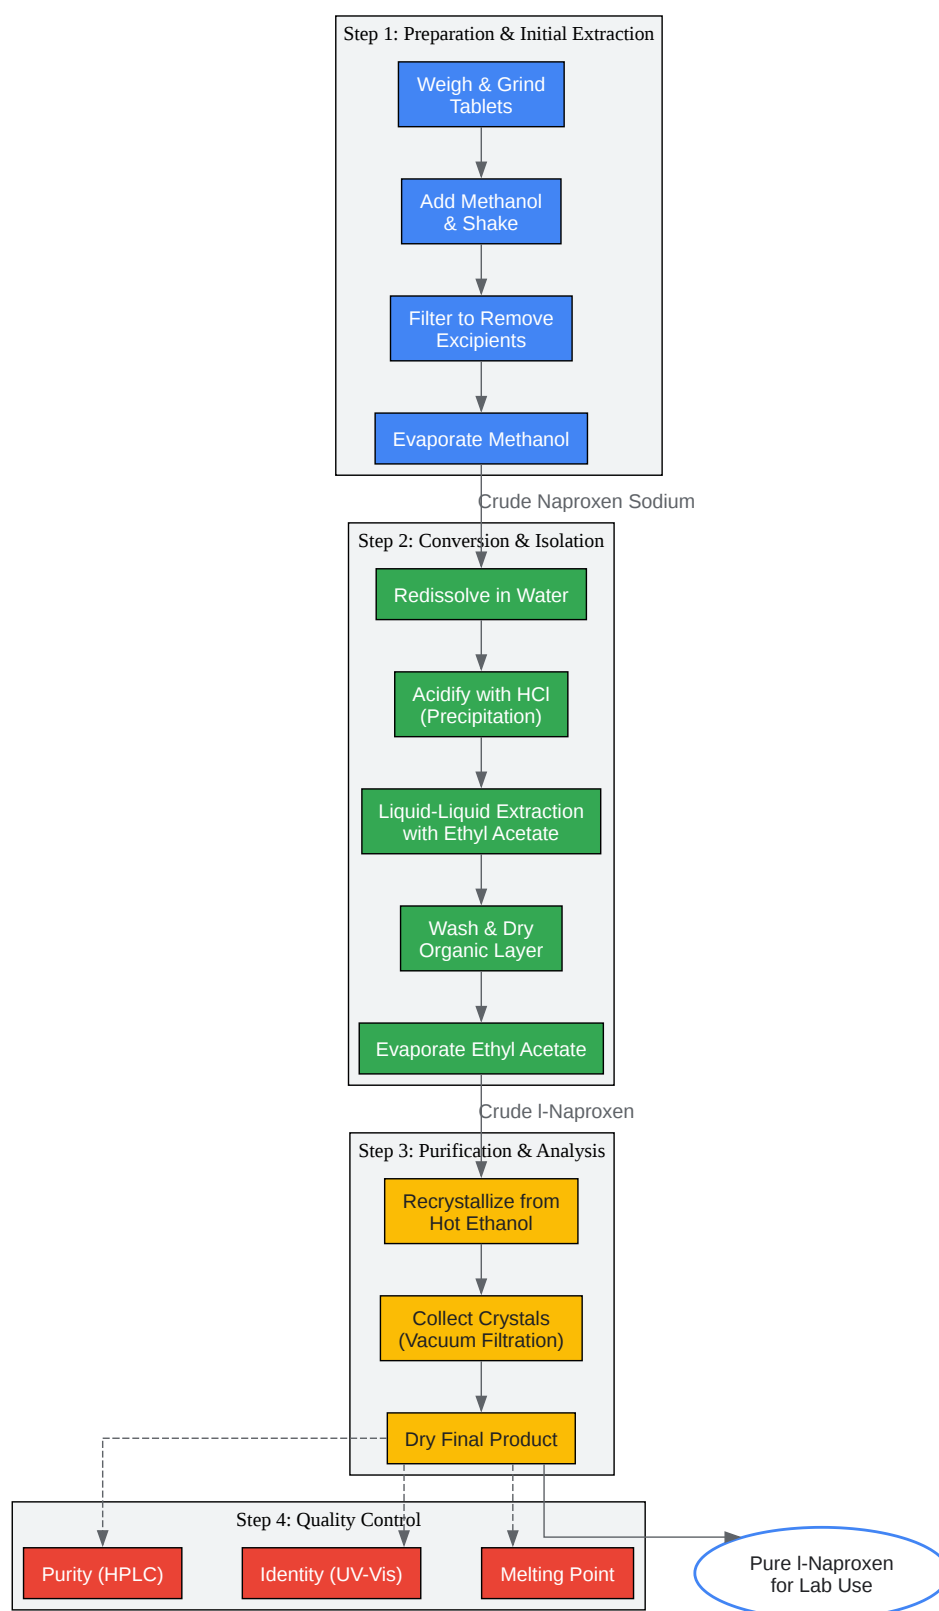 Step 1: Preparation & Initial Extraction
Weigh & Grind
Tablets
Add Methanol
& Shake
Filter to Remove
Excipients
Evaporate Methanol
Crude Naproxen Sodium
Step 2: Conversion & Isolation
Redissolve in Water
Acidify with HCl
(Precipitation)
Liquid-Liquid Extraction
with Ethyl Acetate
Wash & Dry
Organic Layer
Evaporate Ethyl Acetate
Crude l-Naproxen
Step 3: Purification & Analysis
Recrystallize from
Hot Ethanol
Collect Crystals
(Vacuum Filtration)
Dry Final Product
Step 4: Quality Control
Purity (HPLC)
Identity (UV-Vis)
Melting Point
Pure l-Naproxen
for Lab Use